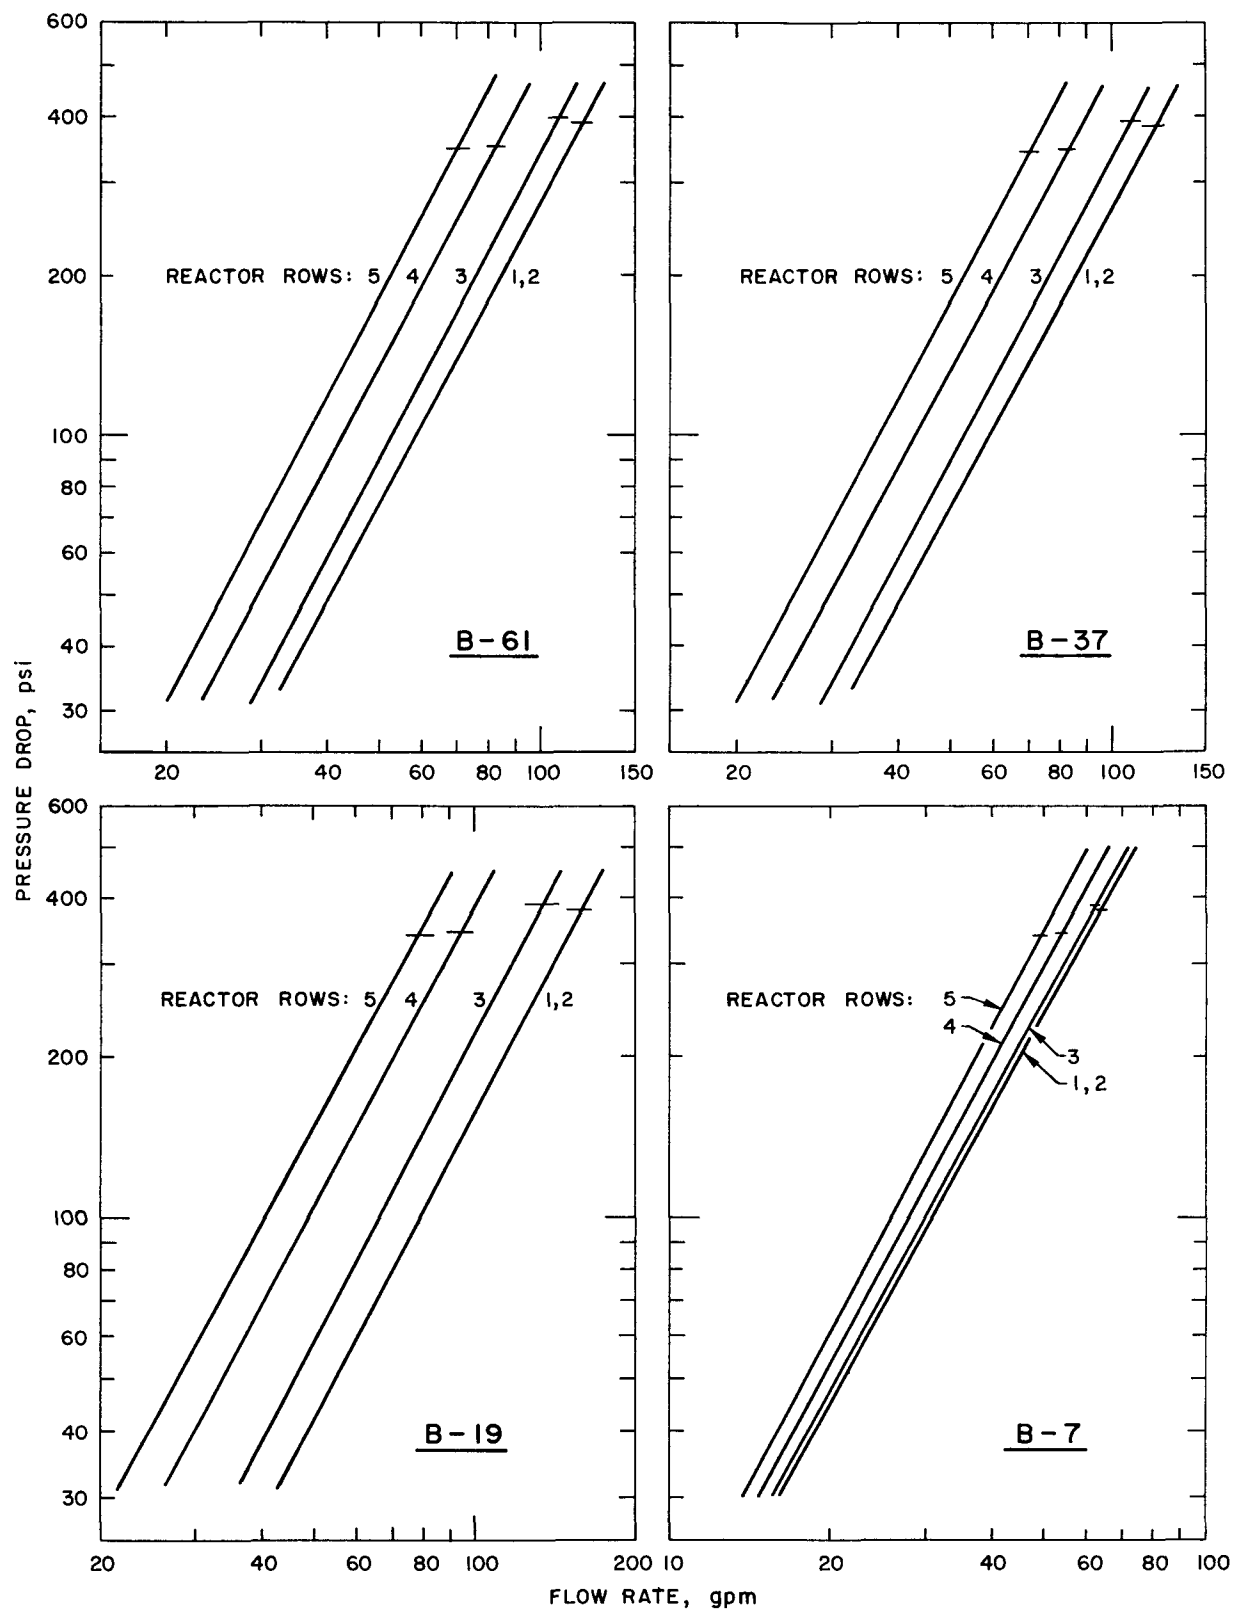 600
400
200
100
80
60
40
30
REACTOR ROWS: 5 4 3 1,2
B-61
20 40 60 80 100 150
REACTOR ROWS: 5 4 3 1,2
B-37
20 40 60 80 100 150
PRESSURE DROP, psi
600
400
200
100
80
60
40
30
REACTOR ROWS: 5 4 3 1,2
B-19
20 40 60 80 100 200
REACTOR ROWS: 5
4
3
1,2
B-7
10 20 40 60 80 100
FLOW RATE, gpm